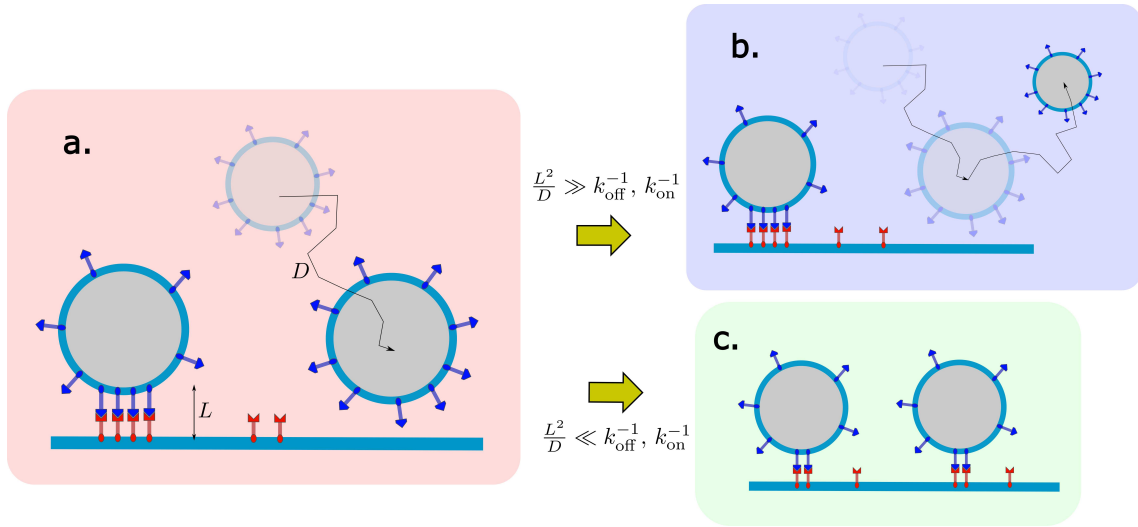 a.
D
L
L²/D ≫ k_off⁻¹, k_on⁻¹
L²/D ≪ k_off⁻¹, k_on⁻¹
b.
c.